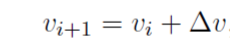 v_{i+1} = v_i + Δv